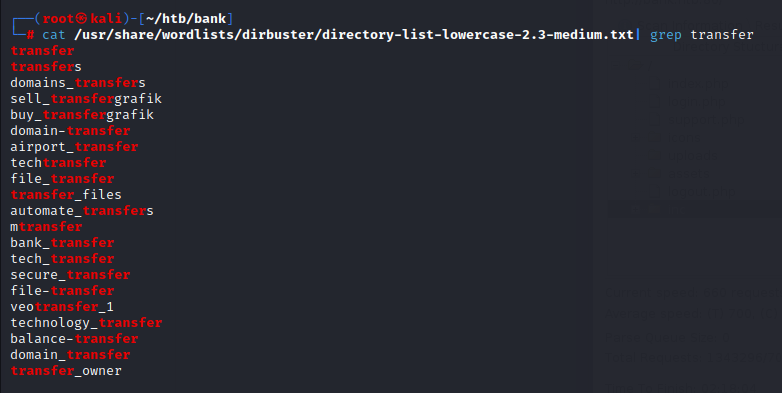 ┌──(root㉿kali)-[~/htb/bank]
└─# cat /usr/share/wordlists/dirbuster/directory-list-lowercase-2.3-medium.txt| grep transfer
transfer
transfers
domains_transfers
sell_transfergrafik
buy_transfergrafik
domain-transfer
airport_transfer
techtransfer
file_transfer
transfer_files
automate_transfers
mtransfer
bank_transfer
tech_transfer
secure_transfer
file-transfer
veotransfer_1
technology_transfer
balance-transfer
domain_transfer
transfer_owner